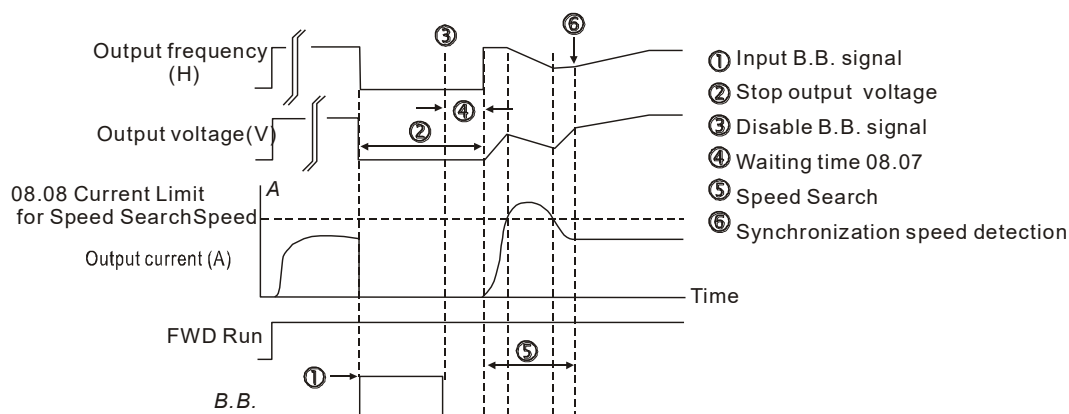 Output frequency
(H)
③
⑥
④
Output voltage(V)
②
08.08 Current Limit
for Speed SearchSpeed
A
Output current (A)
Time
FWD Run
⑤
①
B.B.
① Input B.B. signal
② Stop output voltage
③ Disable B.B. signal
④ Waiting time 08.07
⑤ Speed Search
⑥ Synchronization speed detection